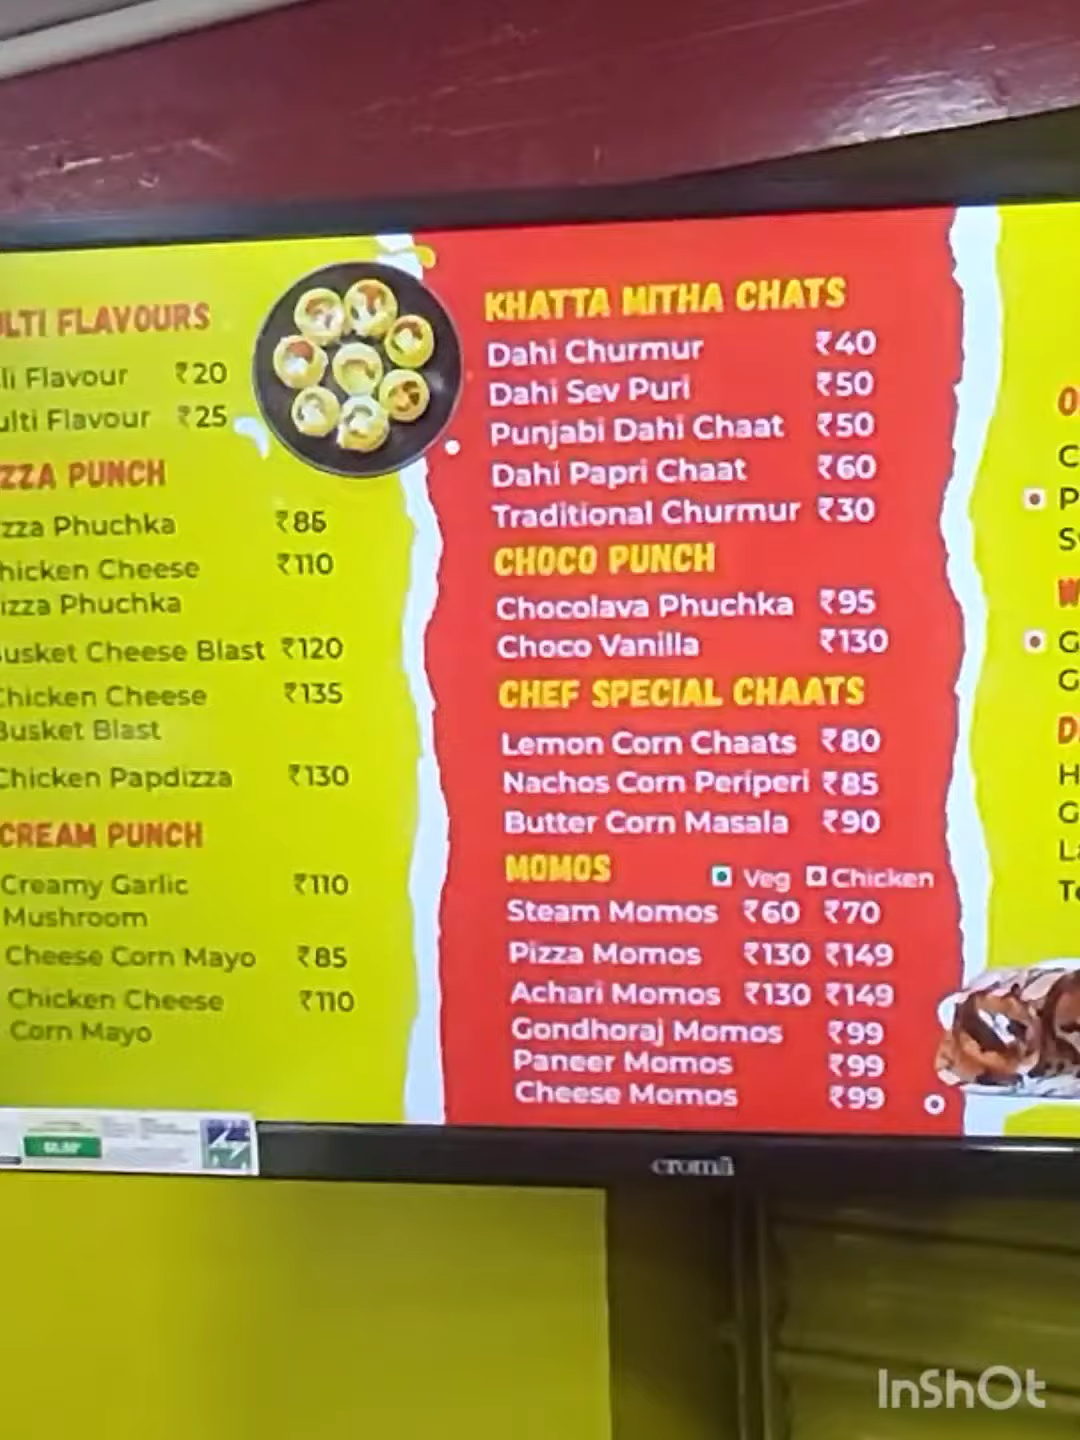 ULTI FLAVOURS
li Flavour ₹20
ulti Flavour ₹25
ZZA PUNCH
zza Phuchka ₹85
hicken Cheese ₹110
izza Phuchka
usket Cheese Blast ₹120
Chicken Cheese ₹135
Busket Blast
Chicken Papdizza ₹130
CREAM PUNCH
Creamy Garlic ₹110
Mushroom
Cheese Corn Mayo ₹85
Chicken Cheese ₹110
Corn Mayo
KHATTA MITHA CHATS
Dahi Churmur ₹40
Dahi Sev Puri ₹50
Punjabi Dahi Chaat ₹50
Dahi Papri Chaat ₹60
Traditional Churmur ₹30
CHOCO PUNCH
Chocolava Phuchka ₹95
Choco Vanilla ₹130
CHEF SPECIAL CHAATS
Lemon Corn Chaats ₹80
Nachos Corn Periperi ₹85
Butter Corn Masala ₹90
MOMOS Veg Chicken
Steam Momos ₹60 ₹70
Pizza Momos ₹130 ₹149
Achari Momos ₹130 ₹149
Gondhoraj Momos ₹99
Paneer Momos ₹99
Cheese Momos ₹99
croma
InShOt